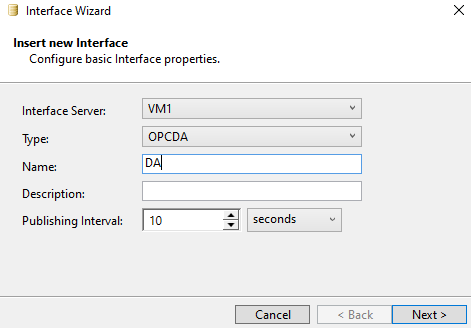 Interface Wizard
Insert new Interface
Configure basic Interface properties.
Interface Server: VM1
Type: OPCDA
Name: DA
Description:
Publishing Interval: 10 seconds
Cancel < Back Next >